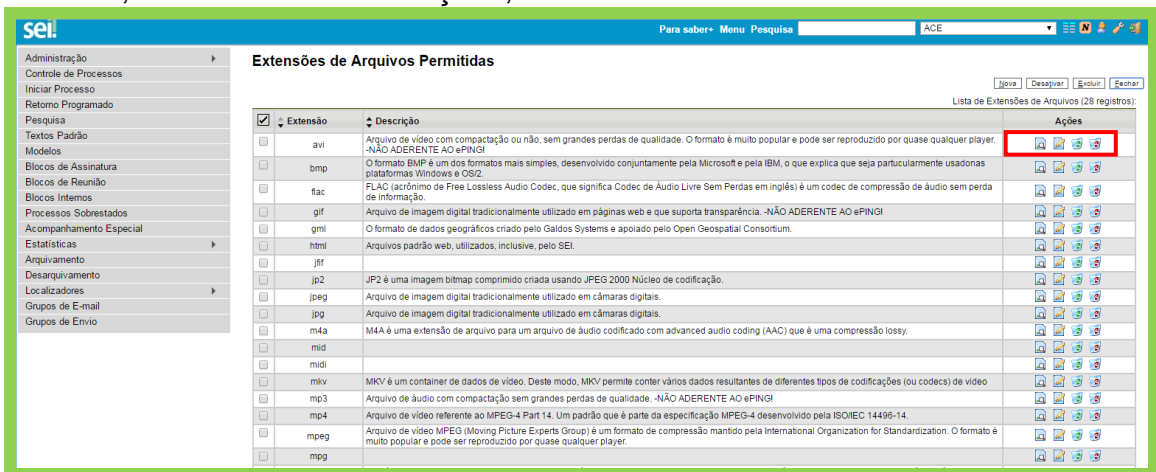 sei!
Para saber+ Menu Pesquisa
ACE
N
Administração
Controle de Processos
Iniciar Processo
Retorno Programado
Pesquisa
Textos Padrão
Modelos
Blocos de Assinatura
Blocos de Reunião
Blocos Internos
Processos Sobrestados
Acompanhamento Especial
Estatísticas
Arquivamento
Desarquivamento
Localizadores
Grupos de E-mail
Grupos de Envio
Extensões de Arquivos Permitidas
Nova Desativar Excluir Fechar
Lista de Extensões de Arquivos (28 registros):
Extensão Descrição Ações
avi Arquivo de vídeo com compactação ou não, sem grandes perdas de qualidade. O formato é muito popular e pode ser reproduzido por quase qualquer player.
-NÃO ADERENTE AO ePING!
bmp O formato BMP é um dos formatos mais simples, desenvolvido conjuntamente pela Microsoft e pela IBM, o que explica que seja partucularmente usadonas
plataformas Windows e OS/2.
flac FLAC (acrônimo de Free Lossless Audio Codec, que significa Codec de Áudio Livre Sem Perdas em inglês) é um codec de compressão de áudio sem perda
de informação.
gif Arquivo de imagem digital tradicionalmente utilizado em páginas web e que suporta transparência. -NÃO ADERENTE AO ePING!
gml O formato de dados geográficos criado pelo Galdos Systems e apoiado pelo Open Geospatial Consortium.
html Arquivos padrão web, utilizados, inclusive, pelo SEI.
jfif
jp2 JP2 é uma imagem bitmap comprimido criada usando JPEG 2000 Núcleo de codificação.
jpeg Arquivo de imagem digital tradicionalmente utilizado em câmaras digitais.
jpg Arquivo de imagem digital tradicionalmente utilizado em câmaras digitais.
m4a M4A é uma extensão de arquivo para um arquivo de áudio codificado com advanced audio coding (AAC) que é uma compressão lossy.
mid
midi
mkv MKV é um container de dados de vídeo. Deste modo, MKV permite conter vários dados resultantes de diferentes tipos de codificações (ou codecs) de video
mp3 Arquivo de áudio com compactação sem grandes perdas de qualidade. -NÃO ADERENTE AO ePING!
mp4 Arquivo de vídeo referente ao MPEG-4 Part 14. Um padrão que é parte da especificação MPEG-4 desenvolvido pela ISO/IEC 14496-14.
mpeg Arquivo de vídeo MPEG (Moving Picture Experts Group) é um formato de compressão mantido pela International Organization for Standardization. O formato é
muito popular e pode ser reproduzido por quase qualquer player.
mpg